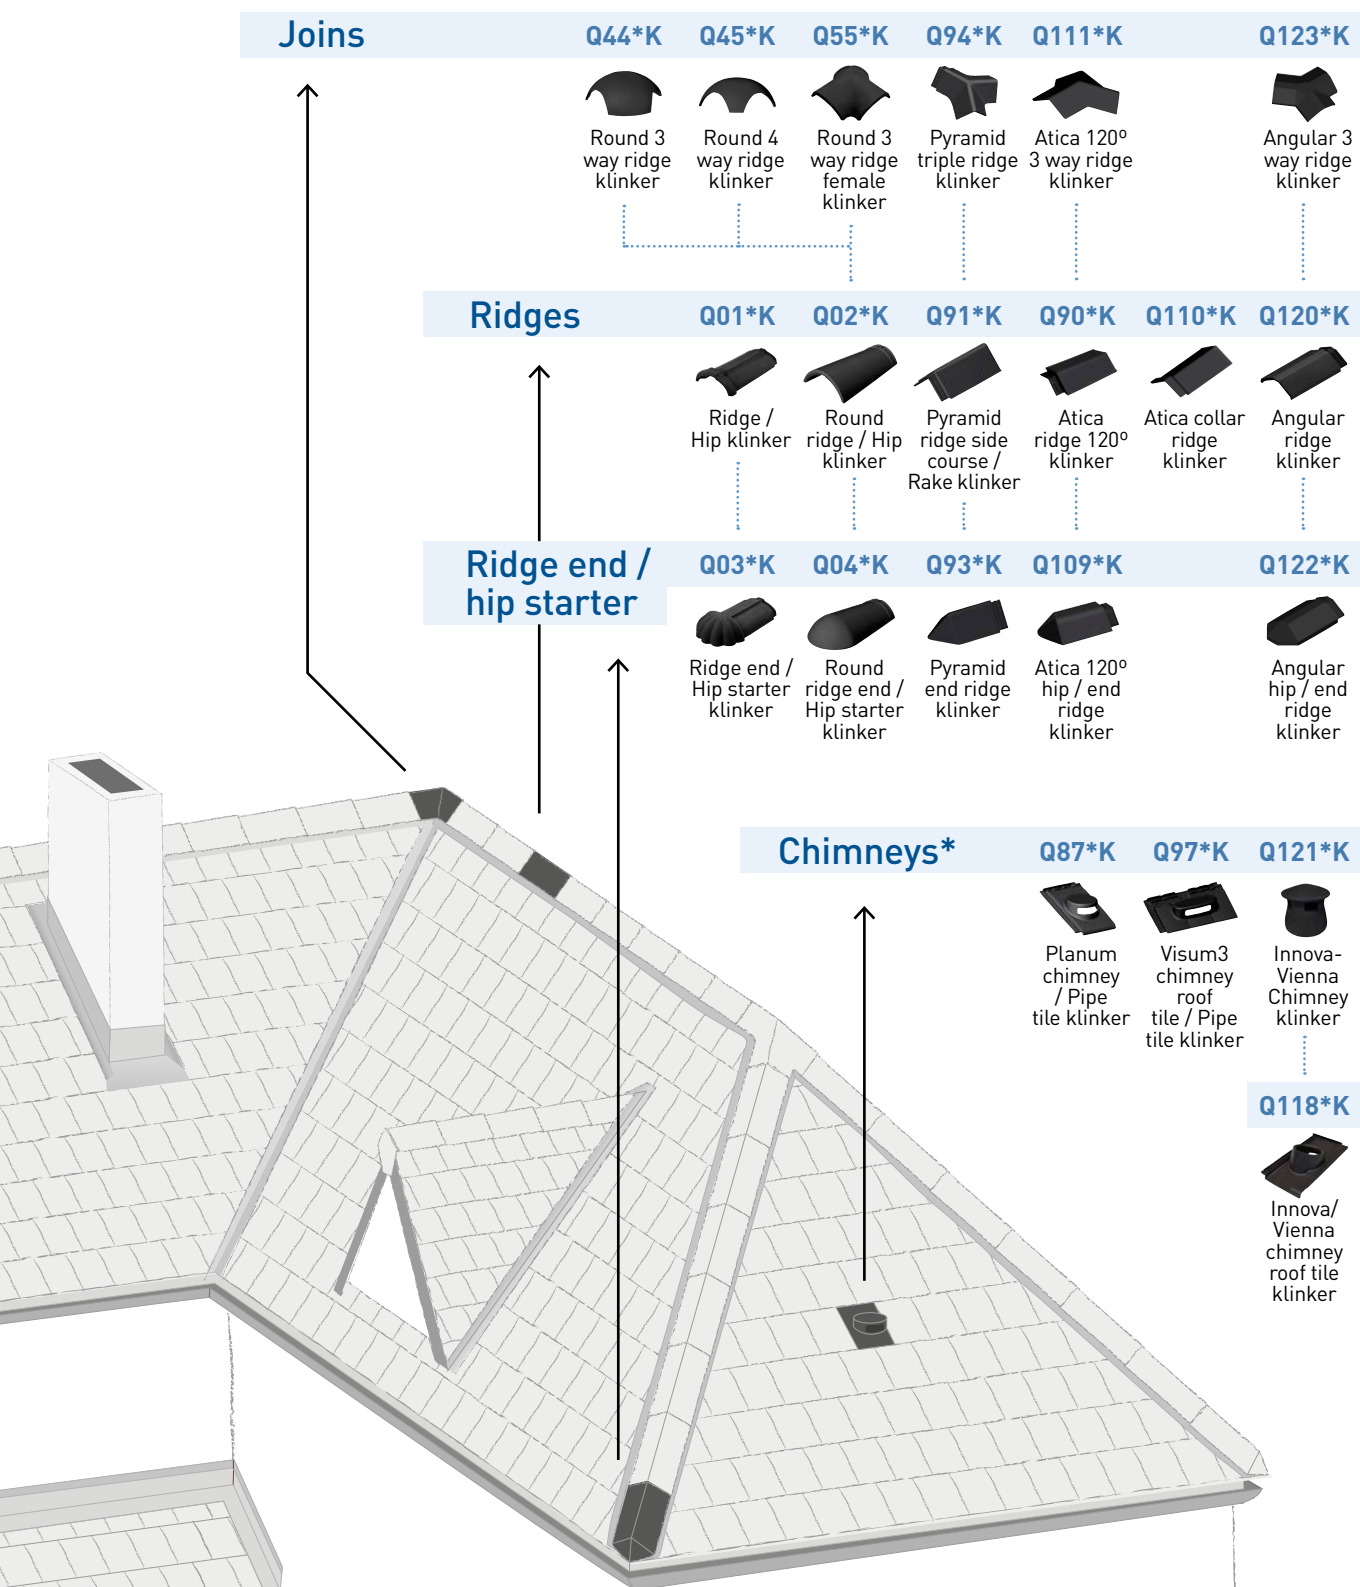 Joins
Q44*K Q45*K Q55*K Q94*K Q111*K Q123*K
Round 3
way ridge
klinker
Round 4
way ridge
klinker
Round 3
way ridge
female
klinker
Pyramid
triple ridge
klinker
Atica 120º
3 way ridge
klinker
Angular 3
way ridge
klinker
Ridges
Q01*K Q02*K Q91*K Q90*K Q110*K Q120*K
Ridge /
Hip klinker
Round
ridge / Hip
klinker
Pyramid
ridge side
course /
Rake klinker
Atica
ridge 120º
klinker
Atica collar
ridge
klinker
Angular
ridge
klinker
Ridge end /
hip starter
Q03*K Q04*K Q93*K Q109*K Q122*K
Ridge end /
Hip starter
klinker
Round
ridge end /
Hip starter
klinker
Pyramid
end ridge
klinker
Atica 120º
hip / end
ridge
klinker
Angular
hip / end
ridge
klinker
Chimneys*
Q87*K Q97*K Q121*K
Planum
chimney
/ Pipe
tile klinker
Visum3
chimney
roof
tile / Pipe
tile klinker
Innova-
Vienna
Chimney
klinker
Q118*K
Innova/
Vienna
chimney
roof tile
klinker